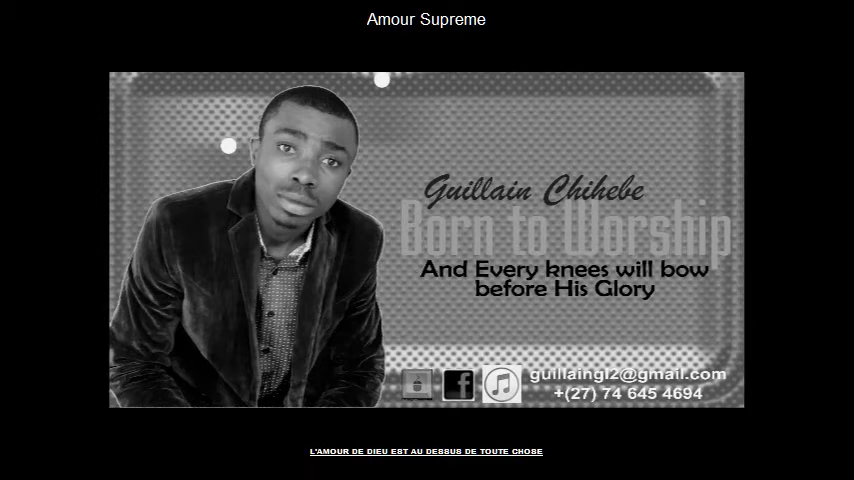 Amour Supreme
Guillain Chihebe
Born to Worship
And Every knees will bow
before His Glory
guillaingl2@gmail.com
+(27) 74 645 4694
L'AMOUR DE DIEU EST AU DESSUS DE TOUTE CHOSE